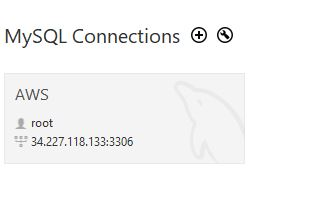 MySQL Connections
AWS
root
34.227.118.133:3306